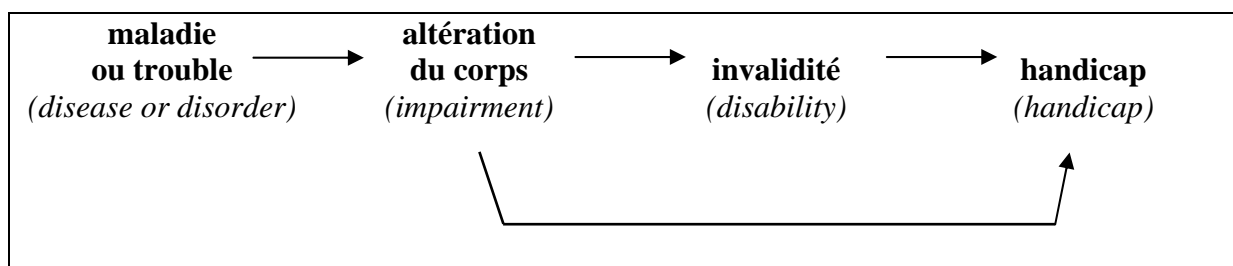 maladie
ou trouble
(disease or disorder)
altération
du corps
(impairment)
invalidité
(disability)
handicap
(handicap)